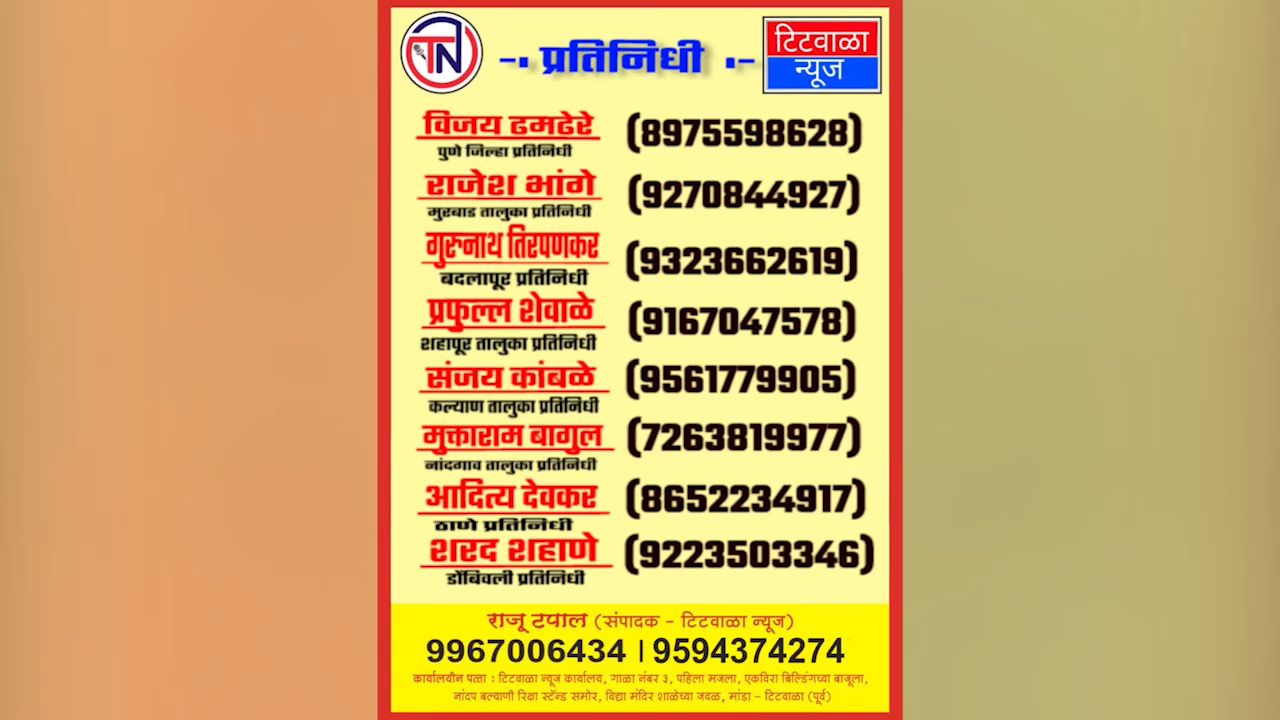 TN
-: प्रतिनिधी :-
टिटवाळा
न्यूज
विजय ढमढेरे (8975598628)
पुणे जिल्हा प्रतिनिधी
राजेश भांगे (9270844927)
मुरबाड तालुका प्रतिनिधी
गुरुनाथ तिरपणकर (9323662619)
बदलापूर प्रतिनिधी
प्रफुल्ल शेवाळे (9167047578)
शहापूर तालुका प्रतिनिधी
संजय कांबळे (9561779905)
कल्याण तालुका प्रतिनिधी
मुक्ताराम बागुल (7263819977)
नांदगाव तालुका प्रतिनिधी
आदित्य देवकर (8652234917)
ठाणे प्रतिनिधी
शरद शहाणे (9223503346)
डोंबिवली प्रतिनिधी
राजू टपाल (संपादक - टिटवाळा न्यूज)
9967006434 | 9594374274
कार्यालयीन पत्ता : टिटवाळा न्यूज कार्यालय, गाळा नंबर ३, पहिला मजला, एकविरा बिल्डिंगच्या बाजूला,
नांदप बल्याणी रिक्षा स्टॅन्ड समोर, विद्या मंदिर शाळेच्या जवळ, मांडा - टिटवाळा (पूर्व)